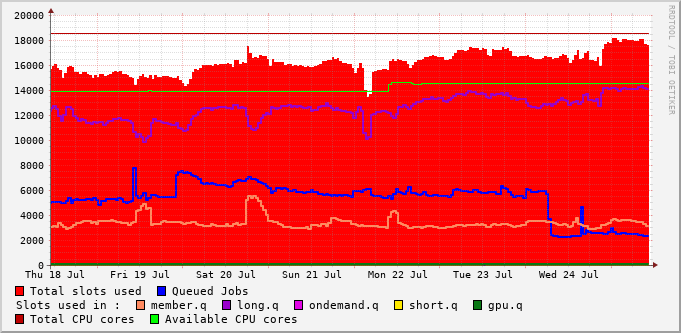 20000
18000
16000
14000
12000
10000
8000
6000
4000
2000
0
Thu 18 Jul Fri 19 Jul Sat 20 Jul Sun 21 Jul Mon 22 Jul Tue 23 Jul Wed 24 Jul
Total slots used Queued Jobs
Slots used in : member.q long.q ondemand.q short.q gpu.q
Total CPU cores Available CPU cores
RRDTOOL / TOBI OETIKER